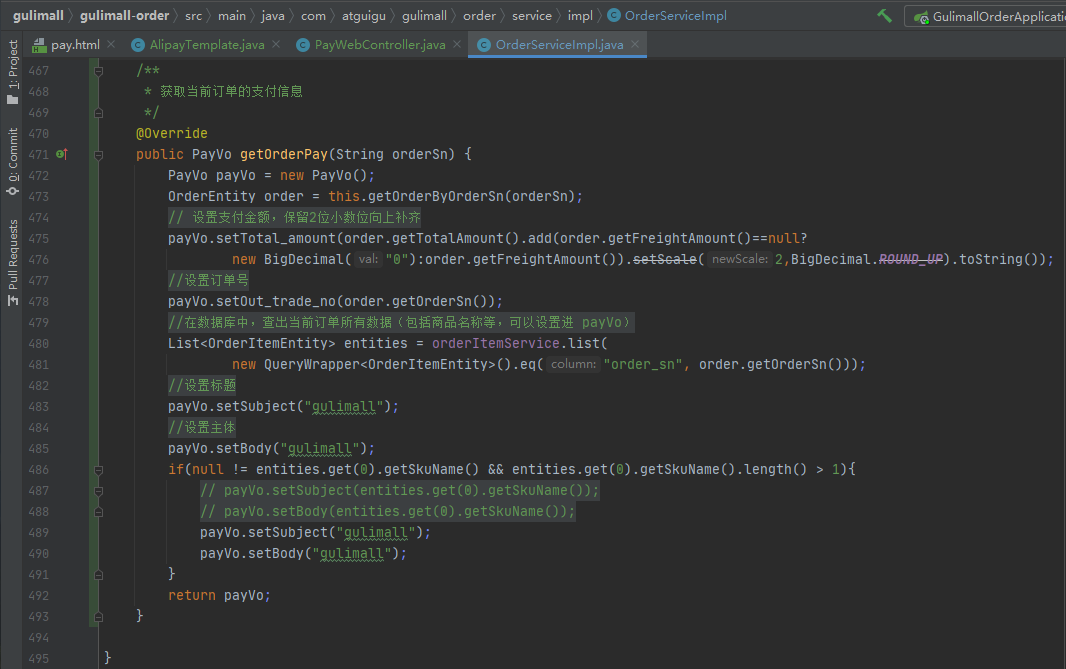 gulimall > gulimall-order > src > main > java > com > atguigu > gulimall > order > service > impl > OrderServiceImpl GulimallOrderApplicati
pay.html × AlipayTemplate.java × PayWebController.java × OrderServiceImpl.java ×
1: Project
0: Commit
Pull Requests
467 /**
468 * 获取当前订单的支付信息
469 */
470 @Override
471 public PayVo getOrderPay(String orderSn) {
472 PayVo payVo = new PayVo();
473 OrderEntity order = this.getOrderByOrderSn(orderSn);
474 // 设置支付金额，保留2位小数位向上补齐
475 payVo.setTotal_amount(order.getTotalAmount().add(order.getFreightAmount()==null?
476 new BigDecimal( val: "0"):order.getFreightAmount()).setScale( newScale: 2,BigDecimal.ROUND_UP).toString());
477 //设置订单号
478 payVo.setOut_trade_no(order.getOrderSn());
479 //在数据库中，查出当前订单所有数据（包括商品名称等，可以设置进 payVo）
480 List<OrderItemEntity> entities = orderItemService.list(
481 new QueryWrapper<OrderItemEntity>().eq( column: "order_sn", order.getOrderSn()));
482 //设置标题
483 payVo.setSubject("gulimall");
484 //设置主体
485 payVo.setBody("gulimall");
486 if(null != entities.get(0).getSkuName() && entities.get(0).getSkuName().length() > 1){
487 // payVo.setSubject(entities.get(0).getSkuName());
488 // payVo.setBody(entities.get(0).getSkuName());
489 payVo.setSubject("gulimall");
490 payVo.setBody("gulimall");
491 }
492 return payVo;
493 }
494
495 }